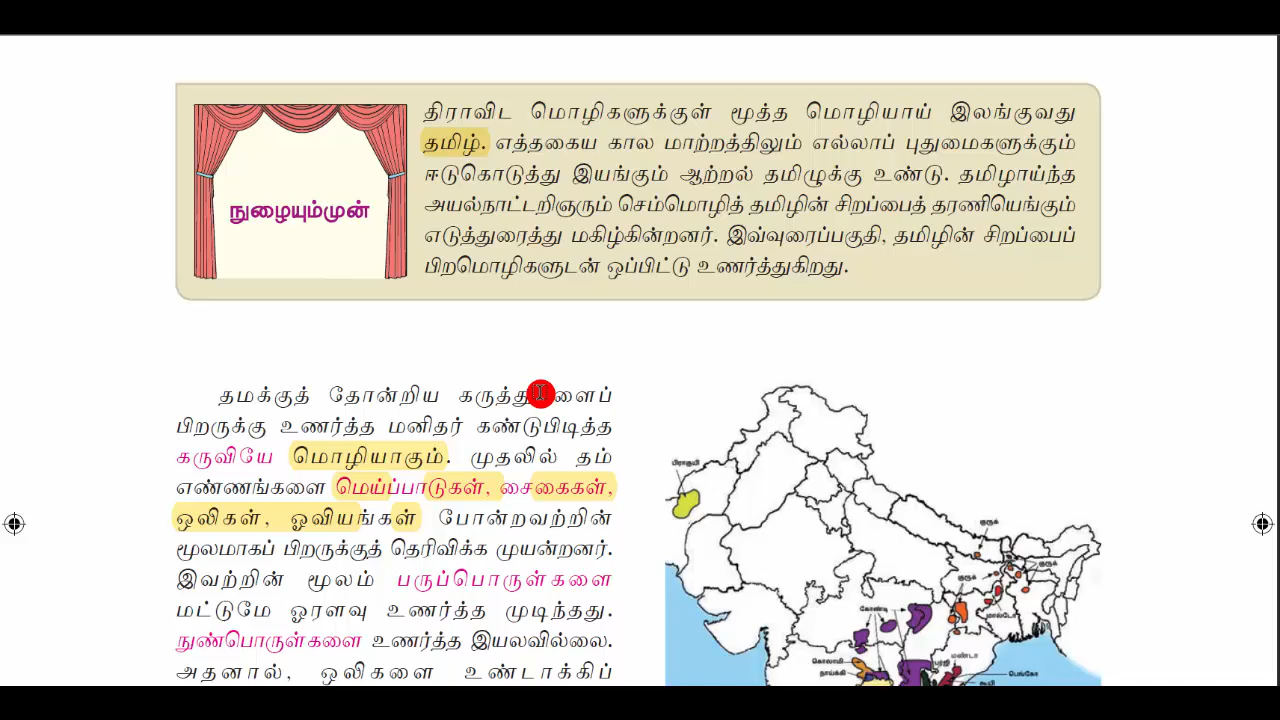 நுழையும்முன்
திராவிட மொழிகளுக்குள் மூத்த மொழியாய் இலங்குவது
தமிழ். எத்தகைய கால மாற்றத்திலும் எல்லாப் புதுமைகளுக்கும்
ஈடுகொடுத்து இயங்கும் ஆற்றல் தமிழுக்கு உண்டு. தமிழாய்ந்த
அயல்நாட்டறிஞரும் செம்மொழித் தமிழின் சிறப்பைத் தரணியெங்கும்
எடுத்துரைத்து மகிழ்கின்றனர். இவ்வுரைப்பகுதி, தமிழின் சிறப்பைப்
பிறமொழிகளுடன் ஒப்பிட்டு உணர்த்துகிறது.
தமக்குத் தோன்றிய
பிறருக்கு உணர்த்த மனிதர் கண்டுபிடித்த
கருவியே மொழியாகும். முதலில் தம்
எண்ணங்களை மெய்ப்பாடுகள், சைகைகள்,
ஒலிகள், ஓவியங்கள் போன்றவற்றின்
மூலமாகப் பிறருக்குத் தெரிவிக்க முயன்றனர்.
இவற்றின் மூலம் பருப்பொருள்களை
மட்டுமே ஓரளவு உணர்த்த முடிந்தது.
நுண்பொருள்களை உணர்த்த இயலவில்லை.
அதனால், ஒலிகளை உண்டாக்கிப்
பிராகுயி
குருக்
குருக்
குருக்
மால்டோ
கோண்டி
மண்டா
கொலாமி
நாய்க்கி
பர்ஜி
பெங்கோ
கூயி